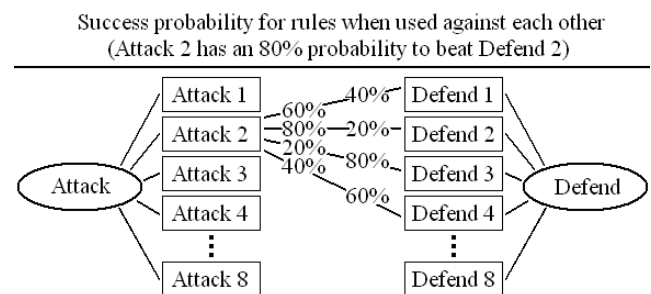 Success probability for rules when used against each other
(Attack 2 has an 80% probability to beat Defend 2)
Attack 1
60%
40%
Defend 1
Attack 2
80%
20%
Defend 2
20%
80%
Attack
Attack 3
40%
Defend 3
Defend
Attack 4
60%
Defend 4
Attack 8
Defend 8